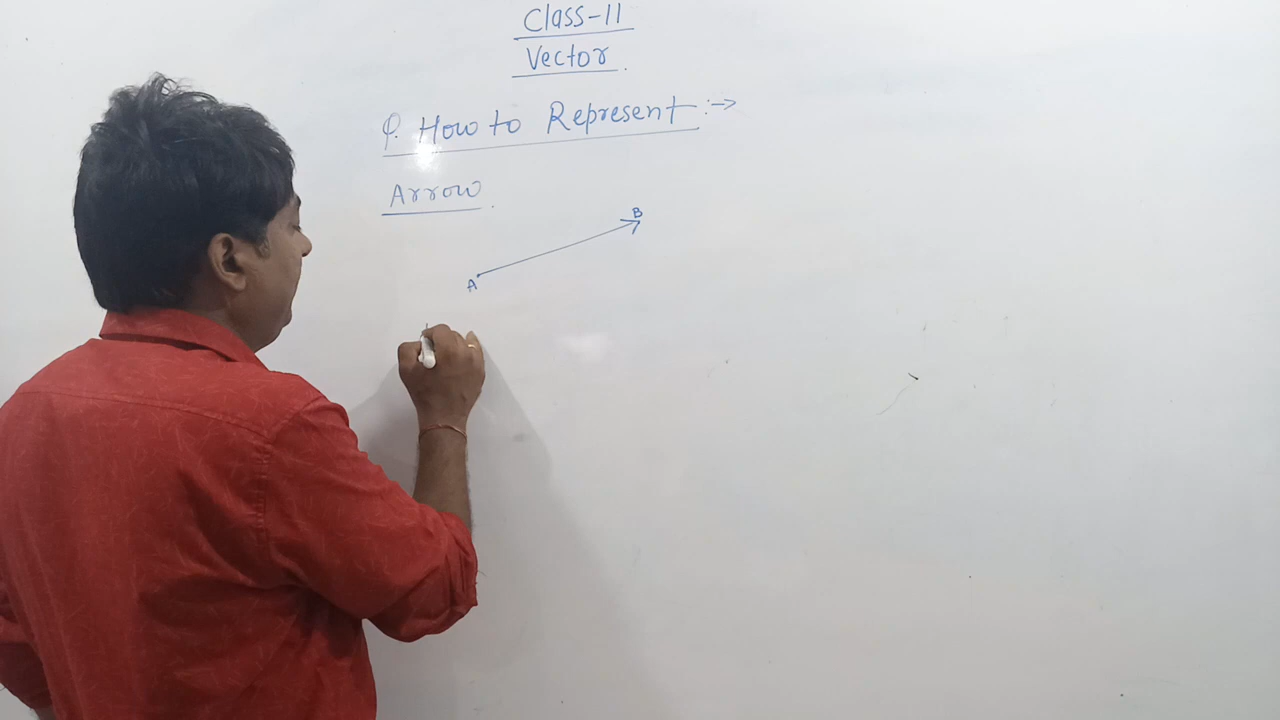 Class-11
Vector.
Q. How to Represent :->
Arrow.
B
A